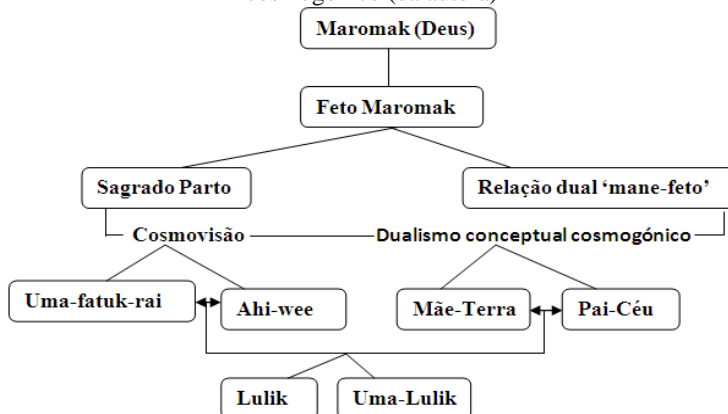 Maromak (Deus)
Feto Maromak
Sagrado Parto
Relação dual ‘mane-feto’
Cosmovisão
Dualismo conceptual cosmogónico
Uma-fatuk-rai
Ahi-wee
Mãe-Terra
Pai-Céu
Lulik
Uma-Lulik